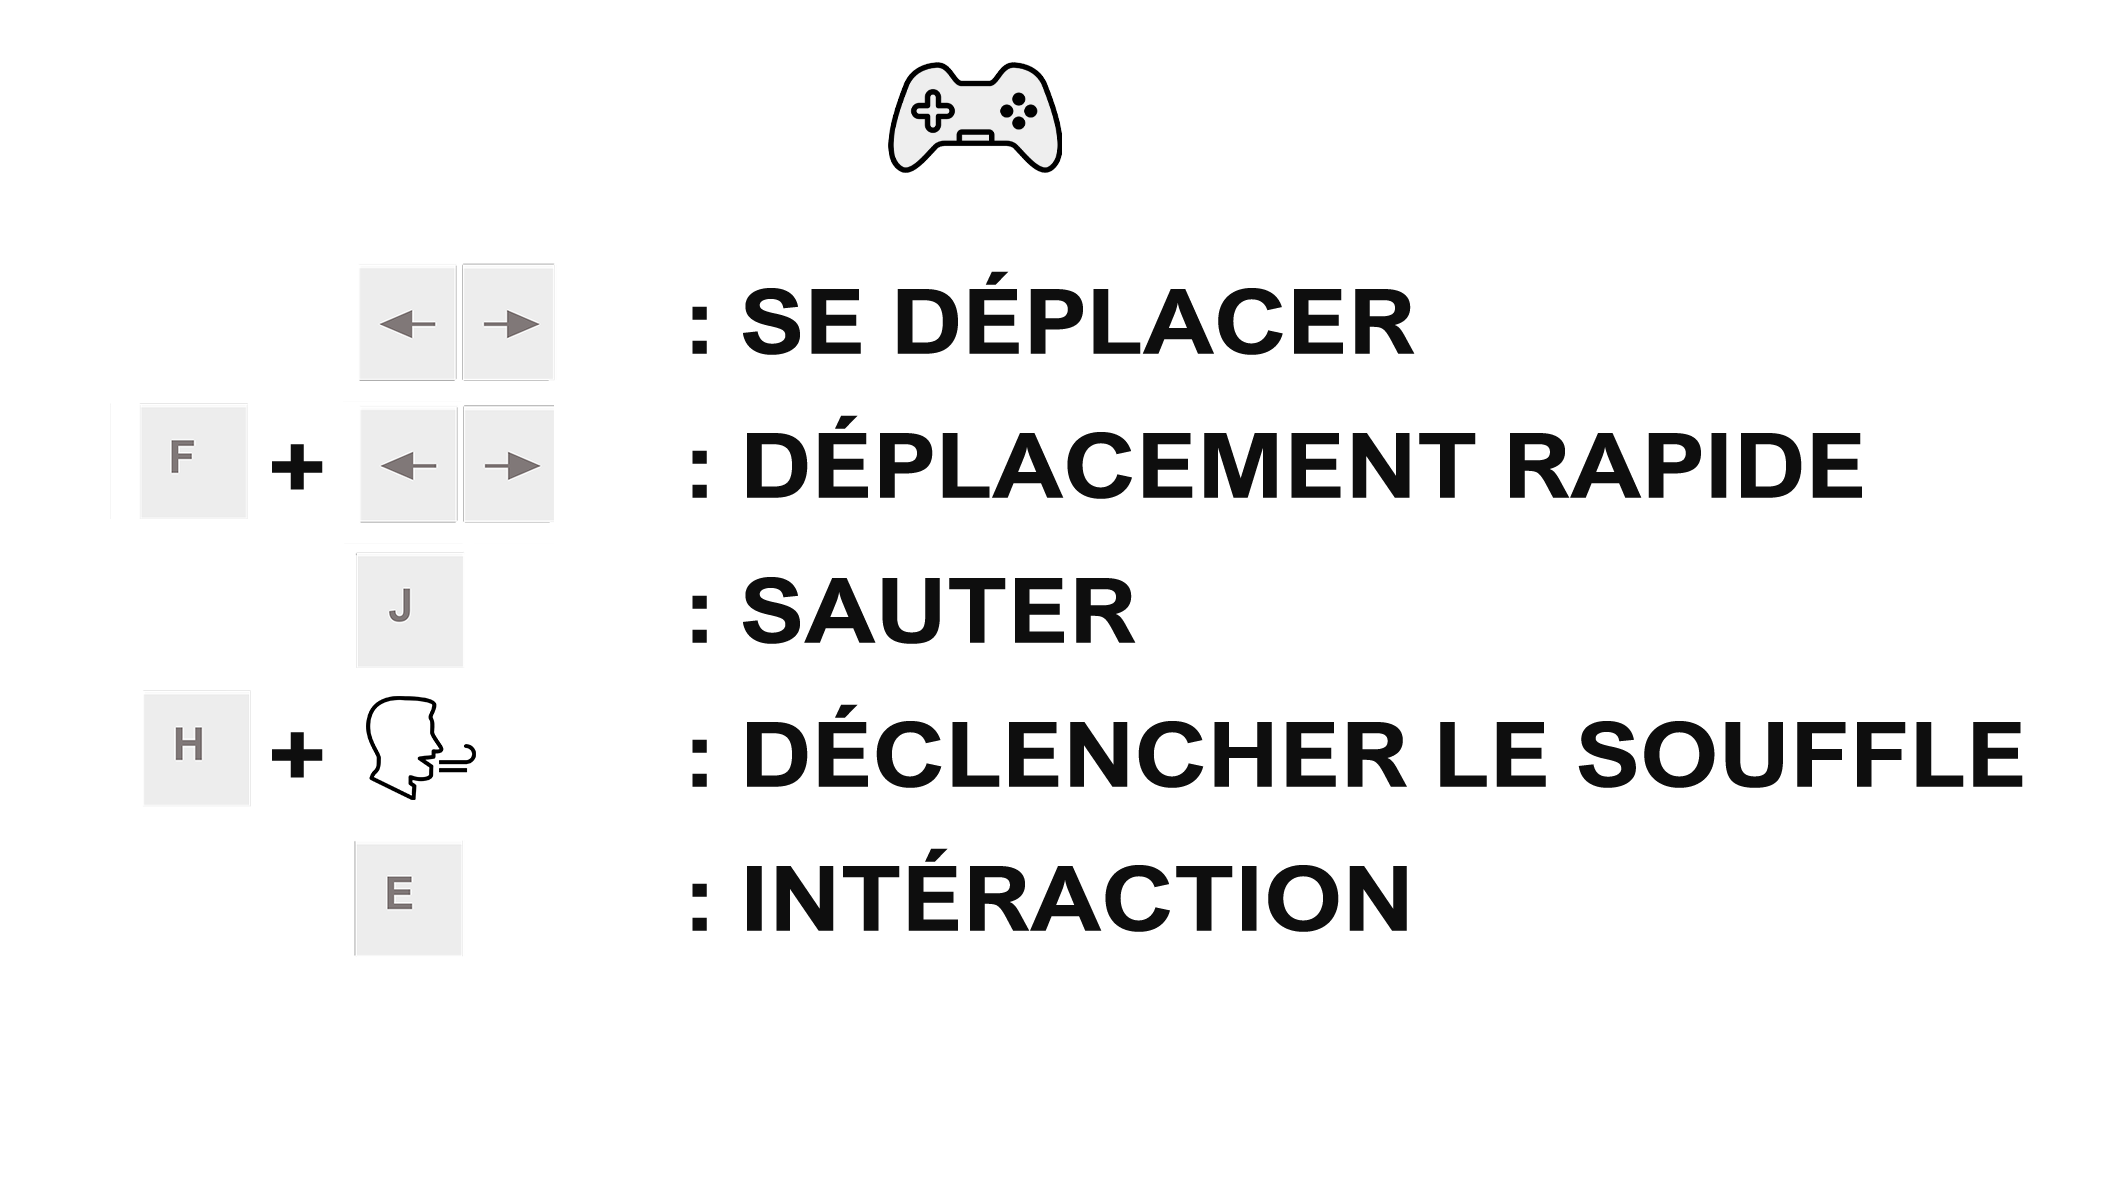 : SE DÉPLACER
F + : DÉPLACEMENT RAPIDE
J : SAUTER
H + : DÉCLENCHER LE SOUFFLE
E : INTÉRACTION